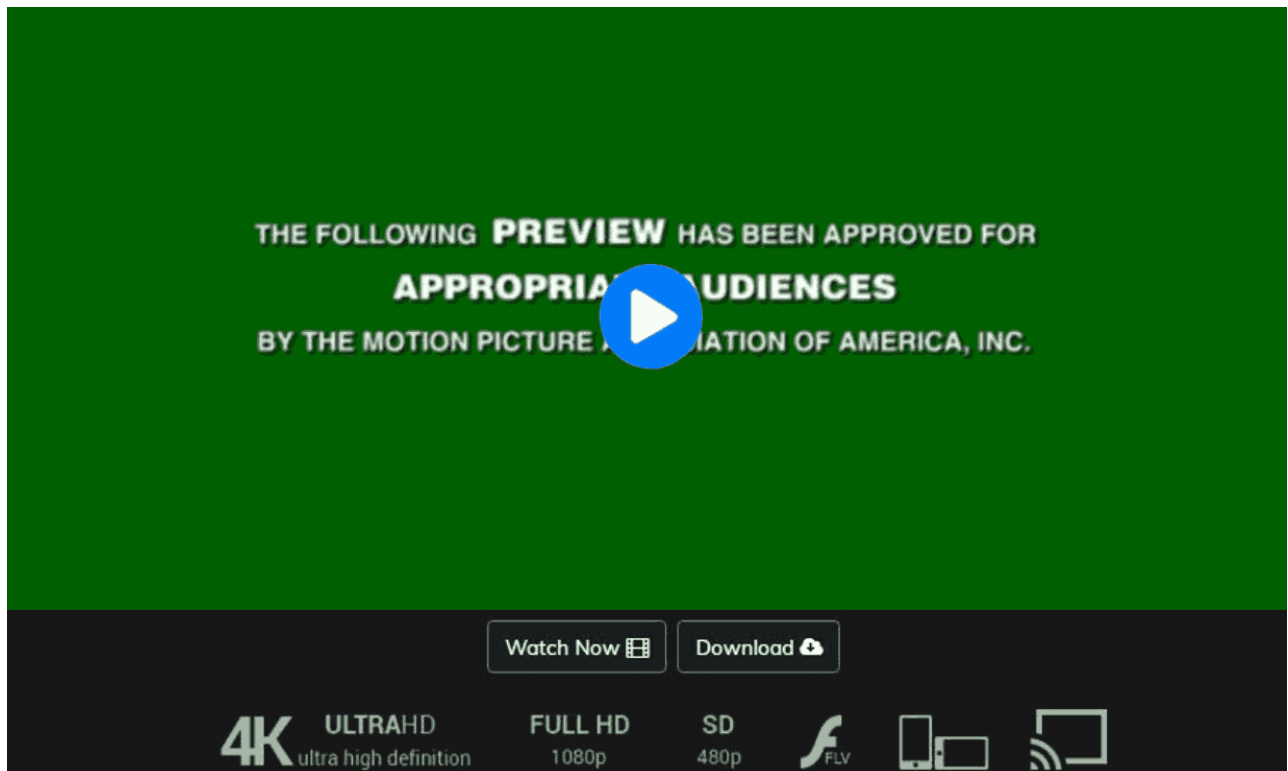 THE FOLLOWING PREVIEW HAS BEEN APPROVED FOR
AUDIENCES
BY THE MOTION PICTURE OF AMERICA, INC.
Watch Now Download
4K ULTRAHD FULL HD SD
ultra high definition 1080p 480p FLV